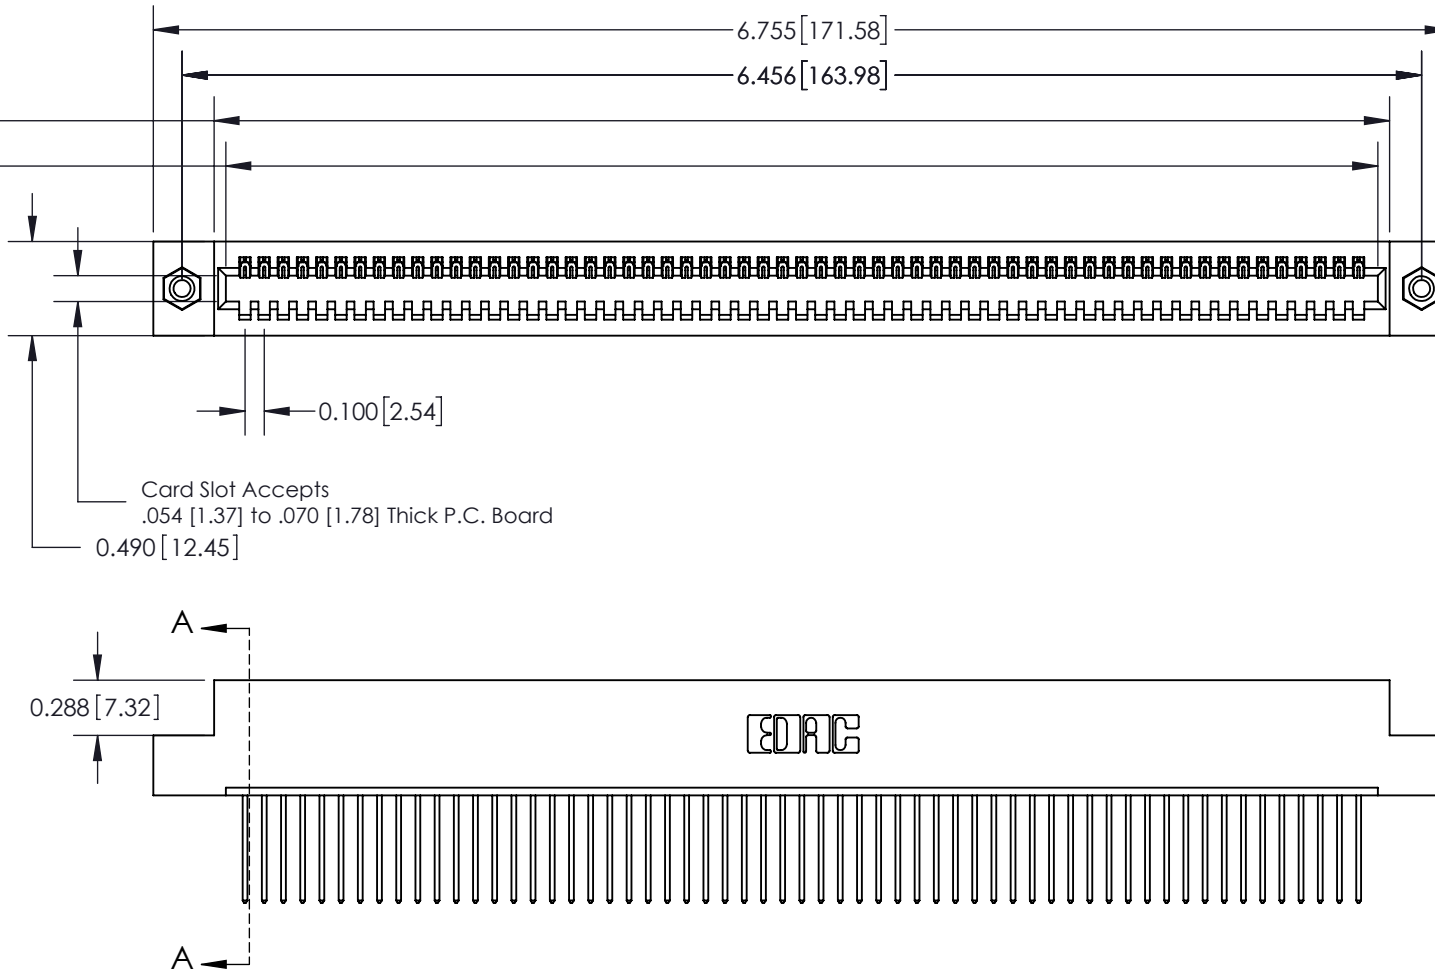 6.755[171.58]
6.456[163.98]
0.100[2.54]
Card Slot Accepts
.054 [1.37] to .070 [1.78] Thick P.C. Board
0.490[12.45]
A
0.288[7.32]
EDAC
A